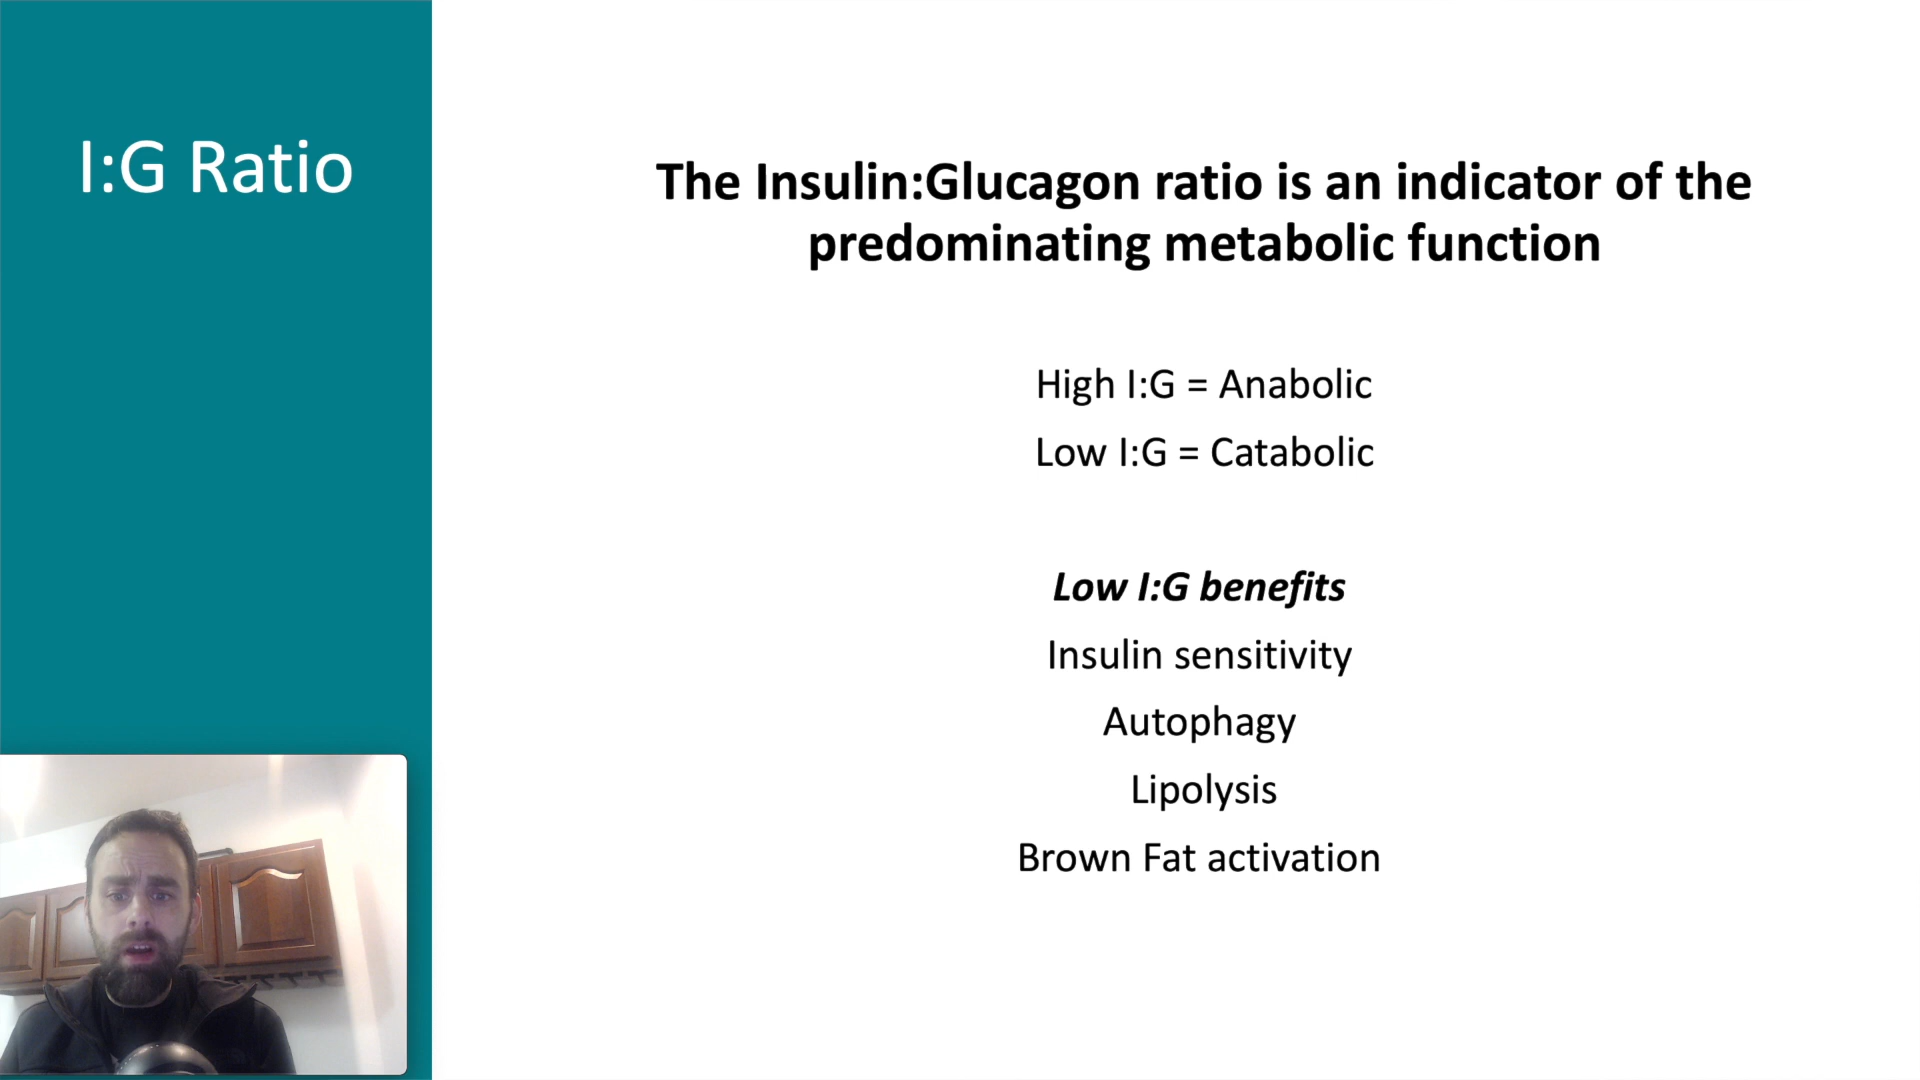 I:G Ratio
The Insulin:Glucagon ratio is an indicator of the
predominating metabolic function
High I:G = Anabolic
Low I:G = Catabolic
Low I:G benefits
Insulin sensitivity
Autophagy
Lipolysis
Brown Fat activation